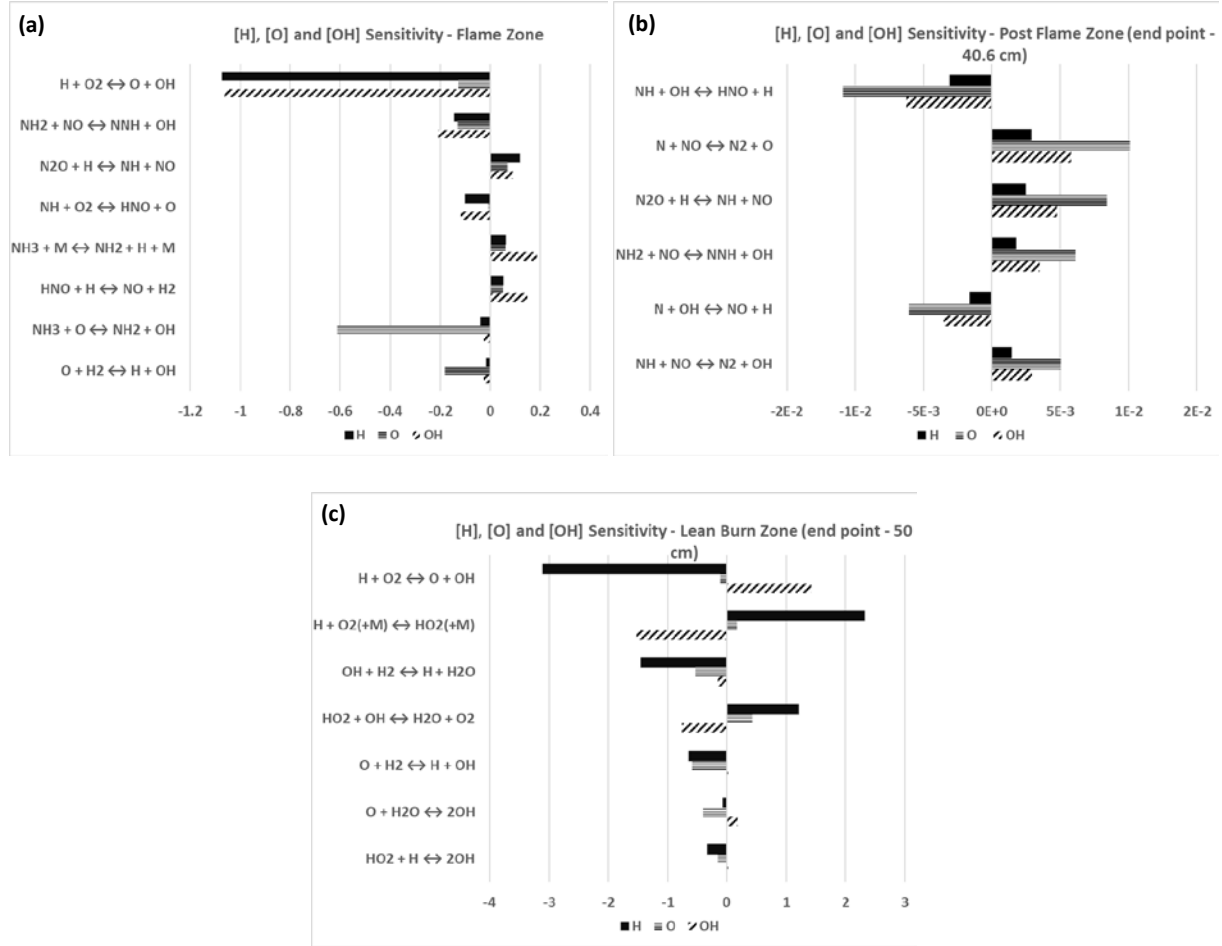 (a)
[H], [O] and [OH] Sensitivity - Flame Zone
H + O2 ↔ O + OH
NH2 + NO ↔ NNH + OH
N2O + H ↔ NH + NO
NH + O2 ↔ HNO + O
NH3 + M ↔ NH2 + H + M
HNO + H ↔ NO + H2
NH3 + O ↔ NH2 + OH
O + H2 ↔ H + OH
-1.2 -1 -0.8 -0.6 -0.4 -0.2 0 0.2 0.4
H O OH
(b)
[H], [O] and [OH] Sensitivity - Post Flame Zone (end point -
40.6 cm)
NH + OH ↔ HNO + H
N + NO ↔ N2 + O
N2O + H ↔ NH + NO
NH2 + NO ↔ NNH + OH
N + OH ↔ NO + H
NH + NO ↔ N2 + OH
-2E-2 -1E-2 -5E-3 0E+0 5E-3 1E-2 2E-2
H O OH
(c)
[H], [O] and [OH] Sensitivity - Lean Burn Zone (end point - 50
cm)
H + O2 ↔ O + OH
H + O2(+M) ↔ HO2(+M)
OH + H2 ↔ H + H2O
HO2 + OH ↔ H2O + O2
O + H2 ↔ H + OH
O + H2O ↔ 2OH
HO2 + H ↔ 2OH
-4 -3 -2 -1 0 1 2 3
H O OH